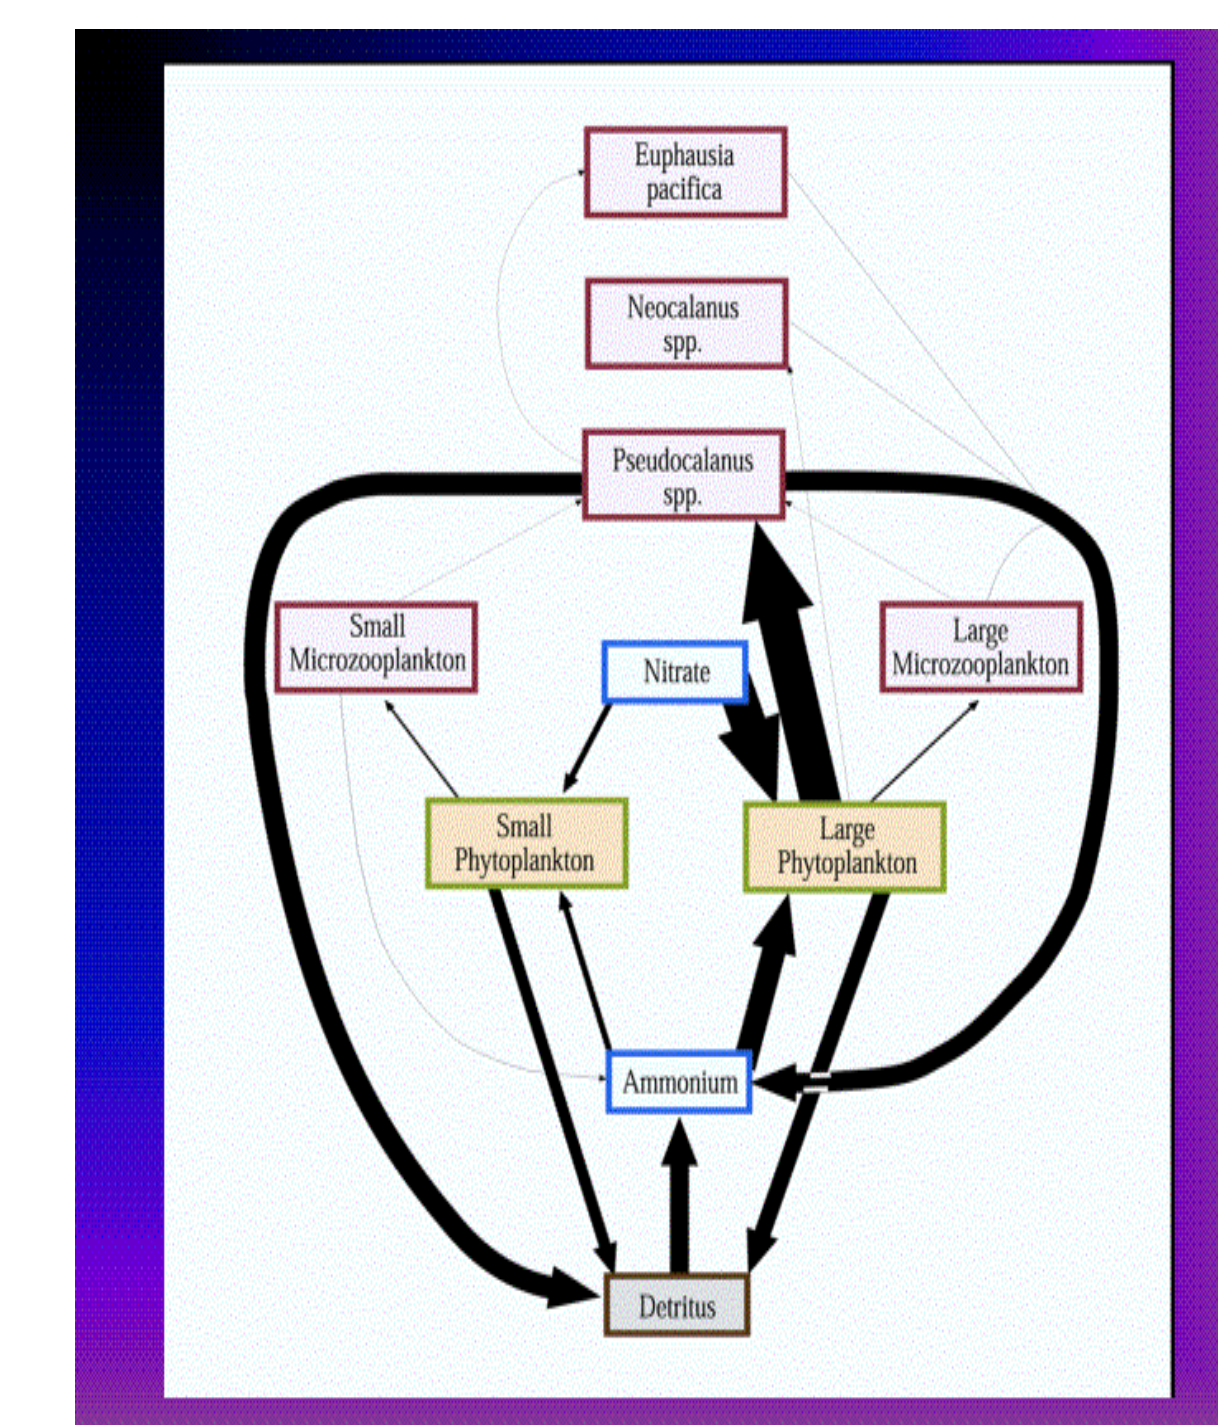 Euphausia
pacifica
Neocalanus
spp.
Pseudocalanus
spp.
Small
Microzooplankton
Nitrate
Large
Microzooplankton
Small
Phytoplankton
Large
Phytoplankton
Ammonium
Detritus